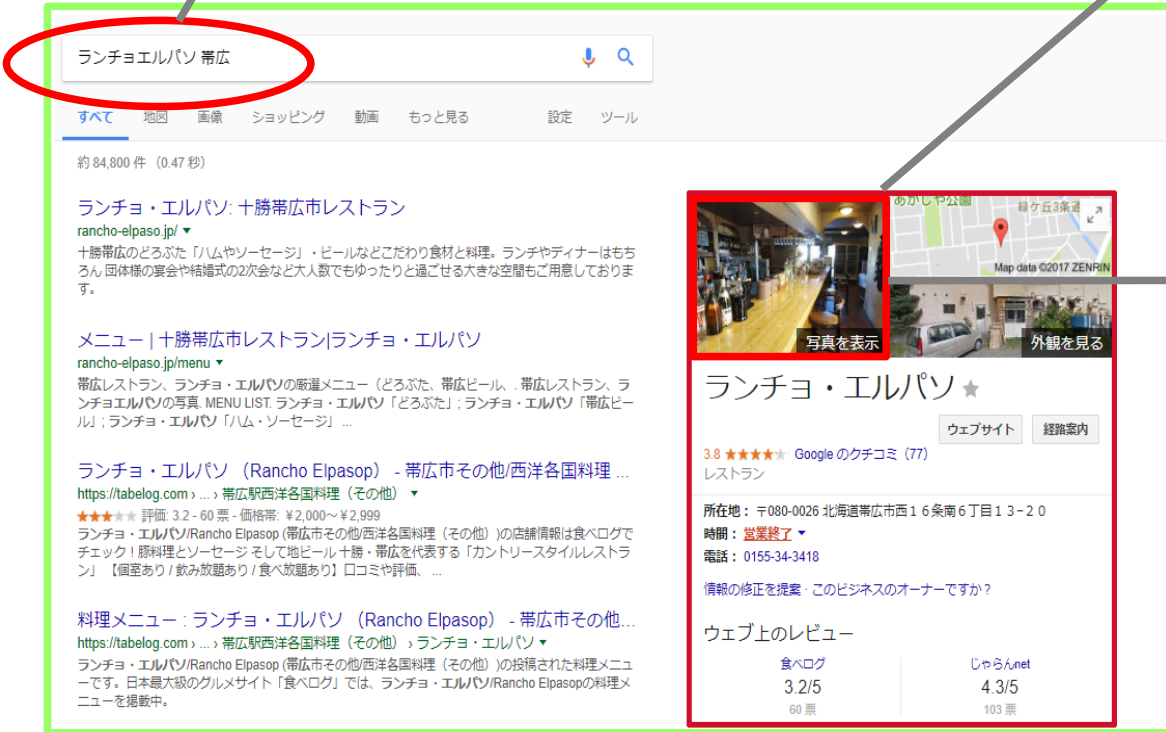 ランチョエルパソ 帯広
すべて 地図 画像 ショッピング 動画 もっと見る 設定 ツール
約 84,800 件 （0.47 秒）
ランチョ・エルパソ: 十勝帯広市レストラン
rancho-elpaso.jp/ ▼
十勝帯広のどろぶた「ハムやソーセージ」・ビールなどこだわり食材と料理。ランチやディナーはもち
ろん 団体様の宴会や結婚式の2次会など大人数でもゆったりと過ごせる大きな空間もご用意しておりま
す。
メニュー | 十勝帯広市レストラン|ランチョ・エルパソ
rancho-elpaso.jp/menu ▼
帯広レストラン、ランチョ・エルパソの厳選メニュー（どろぶた、帯広ビール、. 帯広レストラン、ラ
ンチョエルパソの写真. MENU LIST. ランチョ・エルパソ「どろぶた」; ランチョ・エルパソ「帯広ビー
ル」; ランチョ・エルパソ「ハム・ソーセージ」 ...
ランチョ・エルパソ （Rancho Elpasop） - 帯広市その他/西洋各国料理 ...
https://tabelog.com › ... › 帯広駅西洋各国料理（その他） ▼
★★★★★ 評価: 3.2 - 60 票 - 価格帯: ￥2,000～￥2,999
ランチョ・エルパソ/Rancho Elpasop (帯広市その他/西洋各国料理（その他）)の店舗情報は食べログで
チェック！豚料理とソーセージ そして地ビール 十勝・帯広を代表する「カントリースタイルレストラ
ン」 【個室あり / 飲み放題あり / 食べ放題あり】口コミや評価、 ...
料理メニュー : ランチョ・エルパソ （Rancho Elpasop） - 帯広市その他...
https://tabelog.com › ... › 帯広駅西洋各国料理（その他） › ランチョ・エルパソ ▼
ランチョ・エルパソ/Rancho Elpasop (帯広市その他/西洋各国料理（その他）)の投稿された料理メニュ
ーです。日本最大級のグルメサイト「食べログ」では、ランチョ・エルパソ/Rancho Elpasopの料理メ
ニューを掲載中。
あかしや公園
緑ケ丘3条通
Map data ©2017 ZENRIN
写真を表示
外観を見る
ランチョ・エルパソ ★
ウェブサイト 経路案内
3.8 ★★★★★ Google のクチコミ（77）
レストラン
所在地： 〒080-0026 北海道帯広市西１６条南６丁目１３−２０
時間： 営業終了 ▼
電話： 0155-34-3418
情報の修正を提案 · このビジネスのオーナーですか？
ウェブ上のレビュー
食べログ じゃらんnet
3.2/5 4.3/5
60 票 103 票